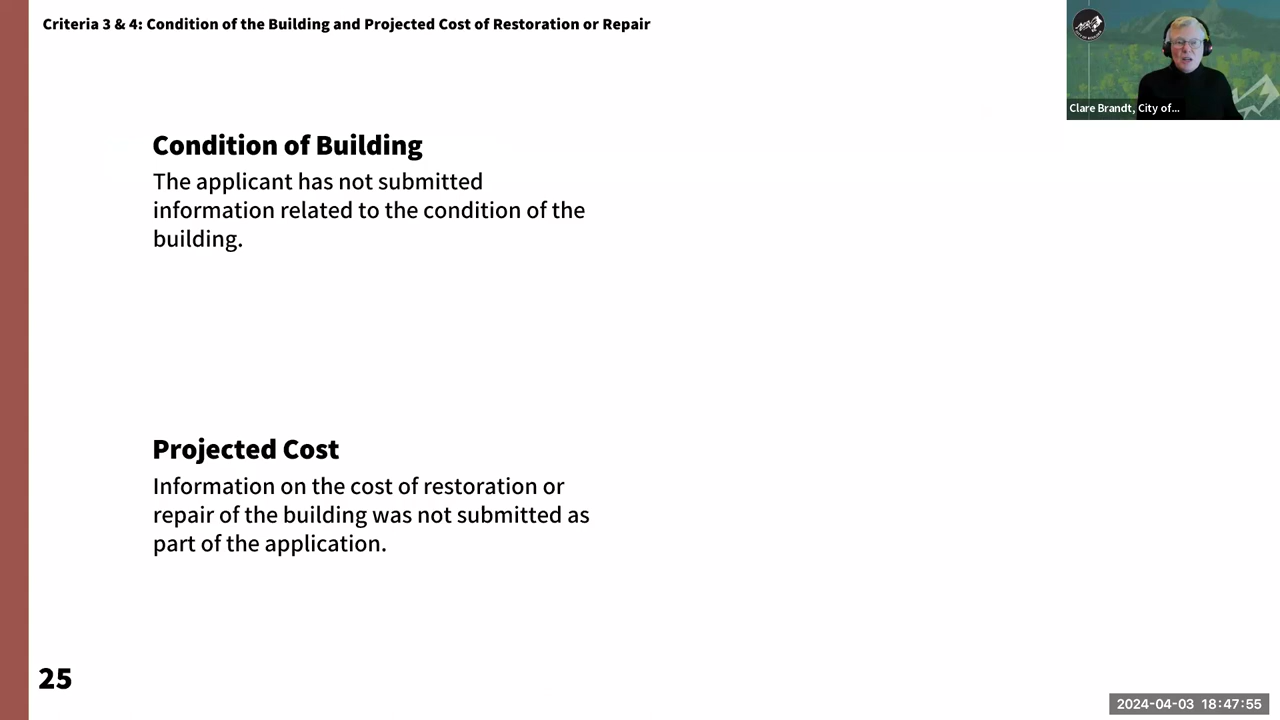 Criteria 3 & 4: Condition of the Building and Projected Cost of Restoration or Repair
Clare Brandt, City of...
Condition of Building
The applicant has not submitted
information related to the condition of the
building.
Projected Cost
Information on the cost of restoration or
repair of the building was not submitted as
part of the application.
25
2024-04-03 18:47:55